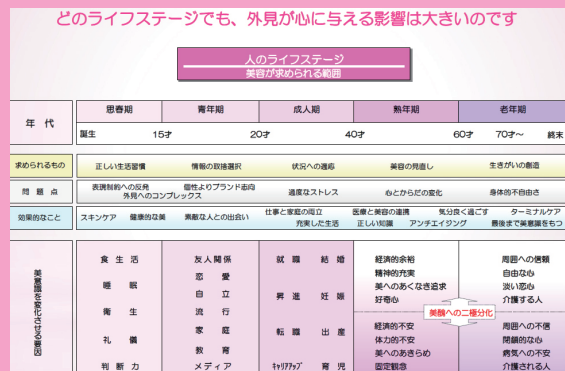 どのライフステージでも、外見が心に与える影響は大きいのです
人のライフステージ
美容が求められる範囲
年 代
思春期 青年期 成人期 熟年期 老年期
誕生 15才 20才 40才 60才 70才～ 終末
求められるもの
正しい生活習慣 情報の取捨選択 状況への適応 美容の見直し 生きがいの創造
問 題 点
表現制約への反発 個性よりブランド志向
外見へのコンプレックス 過度なストレス 心とからだの変化 身体的不自由さ
効果的なこと
スキンケア 健康的な美 素敵な人との出会い 仕事と家庭の両立 医療と美容の連携 気分良く過ごす ターミナルケア
充実した生活 正しい知識 アンチエイジング 最後まで美意識をもつ
美意識を変化させる要因
食 生 活
睡 眠
衛 生
礼 儀
判 断 力
友人関係
恋 愛
自 立
流 行
家 庭
教 育
メディア
就 職 結 婚
昇 進 妊 娠
転 職 出 産
キャリアアップ 育 児
経済的余裕
精神的充実
美へのあくなき追求
好奇心
周囲への信頼
自由な心
淡い恋心
介護する人
美醜への二極分化
経済的不安
体力的不安
美へのあきらめ
固定観念
周囲への不信
閉鎖的な心
病気への不安
介護される人